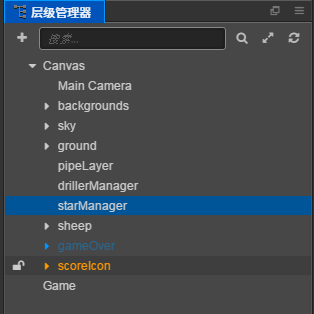 层级管理器
搜索...
Canvas
Main Camera
backgrounds
sky
ground
pipeLayer
drillerManager
starManager
sheep
gameOver
scoreIcon
Game